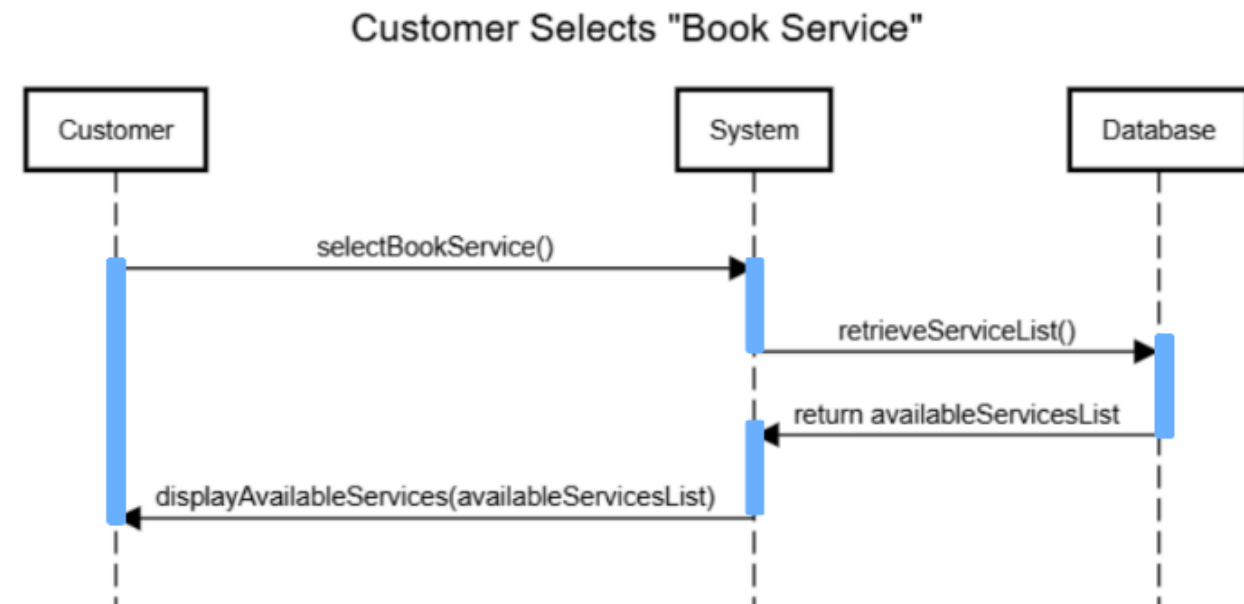 Customer Selects "Book Service"
Customer
System
Database
selectBookService()
retrieveServiceList()
return availableServicesList
displayAvailableServices(availableServicesList)